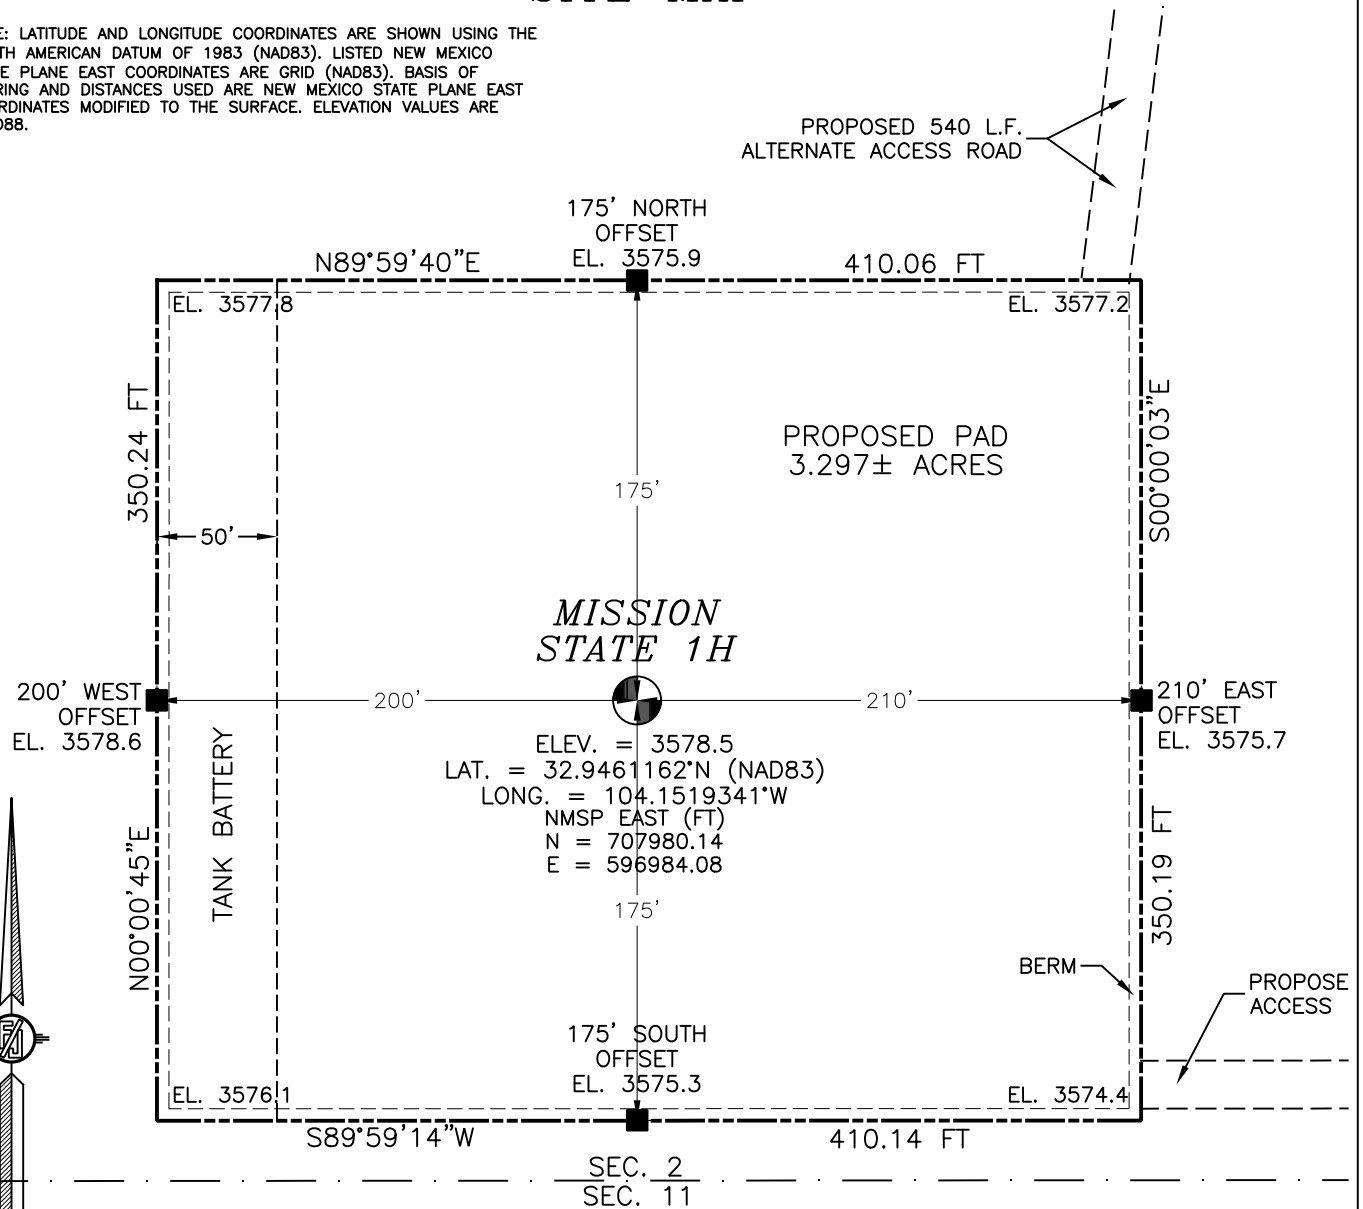 SITE MAP
E: LATITUDE AND LONGITUDE COORDINATES ARE SHOWN USING THE
TH AMERICAN DATUM OF 1983 (NAD83). LISTED NEW MEXICO
E PLANE EAST COORDINATES ARE GRID (NAD83). BASIS OF
RING AND DISTANCES USED ARE NEW MEXICO STATE PLANE EAST
RDINATES MODIFIED TO THE SURFACE. ELEVATION VALUES ARE
088.
PROPOSED 540 L.F.
ALTERNATE ACCESS ROAD
175' NORTH
OFFSET
EL. 3575.9
N89°59'40"E
410.06 FT
EL. 3577.8
EL. 3577.2
350.24 FT
S00°00'03"E
PROPOSED PAD
3.297± ACRES
175'
50'
MISSION
STATE 1H
200' WEST
OFFSET
EL. 3578.6
200'
210'
210' EAST
OFFSET
EL. 3575.7
ELEV. = 3578.5
LAT. = 32.9461162°N (NAD83)
LONG. = 104.1519341°W
NMSP EAST (FT)
N = 707980.14
E = 596984.08
TANK BATTERY
N00°00'45"E
350.19 FT
175'
BERM
PROPOSE
ACCESS
175' SOUTH
OFFSET
EL. 3575.3
EL. 3576.1
EL. 3574.4
S89°59'14"W
410.14 FT
SEC. 2
SEC. 11